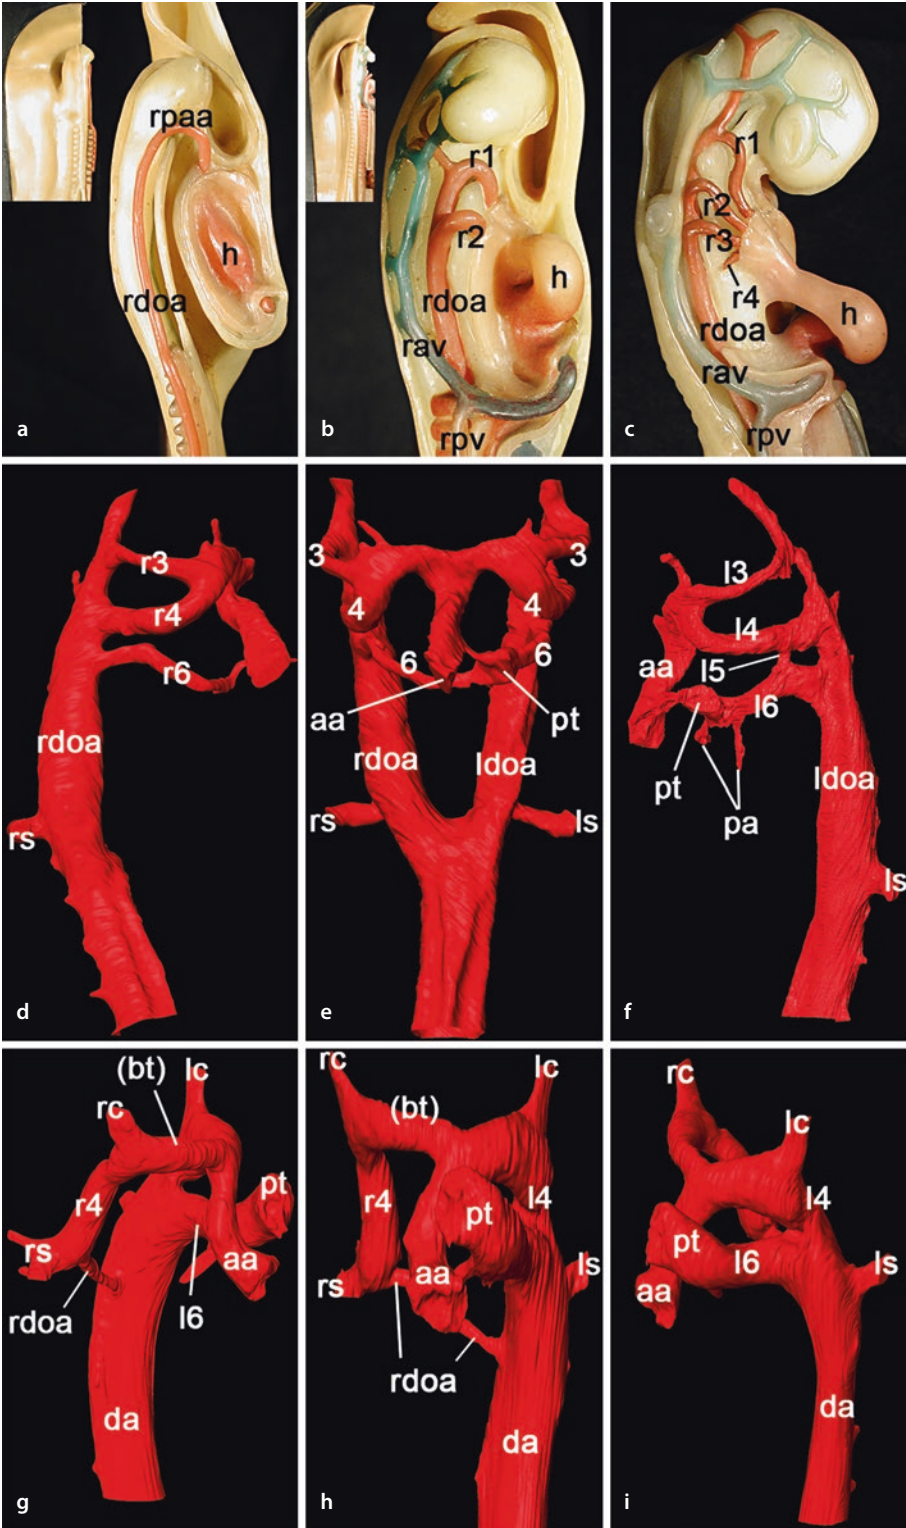 rpaa
h
rdoa
a
r1
r2
h
rdoa
rav
rpv
b
r1
r2
r3
r4
h
rdoa
rav
rpv
c
r3
r4
r6
rdoa
rs
d
3
3
4
4
6
6
aa
pt
rdoa
ldoa
rs
ls
e
l3
l4
aa
l5
l6
pt
ldoa
pa
ls
f
(bt)
lc
rc
pt
r4
rs
aa
rdoa
l6
da
g
rc
lc
(bt)
r4
l4
pt
rs
aa
ls
rdoa
da
h
rc
lc
l4
pt
l6
ls
aa
da
i